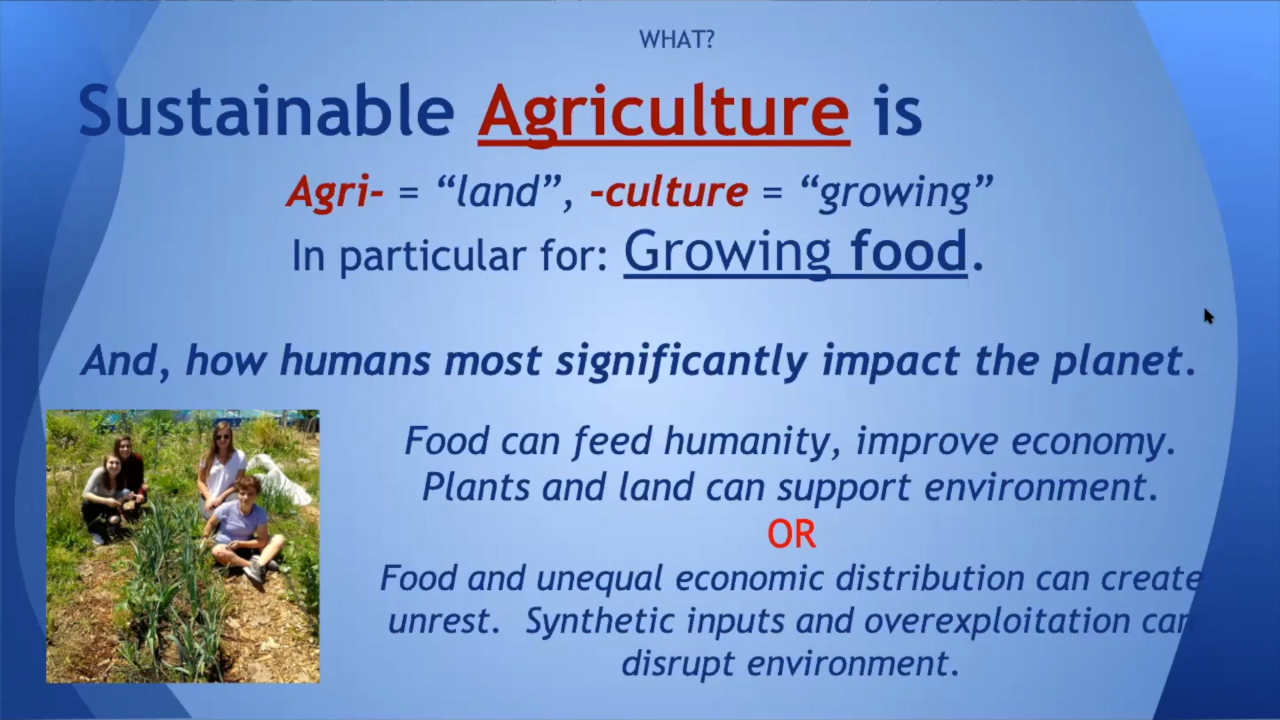 WHAT?
Sustainable Agriculture is
Agri- = “land”, -culture = “growing”
In particular for: Growing food.
And, how humans most significantly impact the planet.
Food can feed humanity, improve economy.
Plants and land can support environment.
OR
Food and unequal economic distribution can create
unrest.  Synthetic inputs and overexploitation can
disrupt environment.